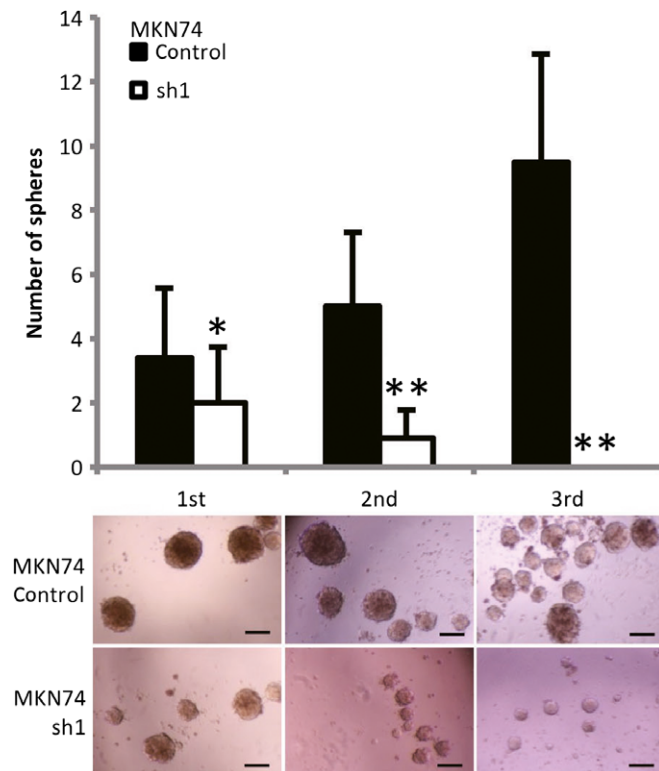 14
12
10
8
6
4
2
0
Number of spheres
MKN74
Control
sh1
*
**
**
1st
2nd
3rd
MKN74
Control
MKN74
sh1